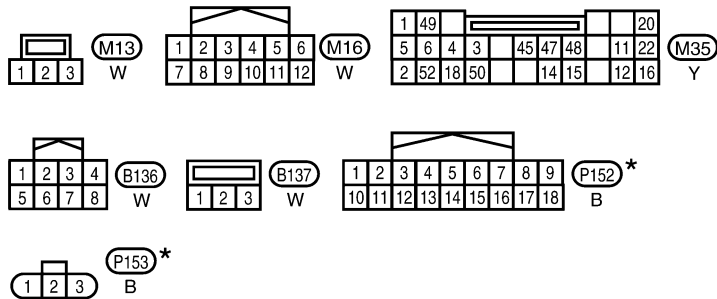 1 2 3
M13
W
1 2 3 4 5 6
7 8 9 10 11 12
M16
W
1 49 20
5 6 4 3 45 47 48 11 22
2 52 18 50 14 15 12 16
M35
Y
1 2 3 4
5 6 7 8
B136
W
1 2 3
B137
W
1 2 3 4 5 6 7 8 9
10 11 12 13 14 15 16 17 18
P152 *
B
1 2 3
P153 *
B